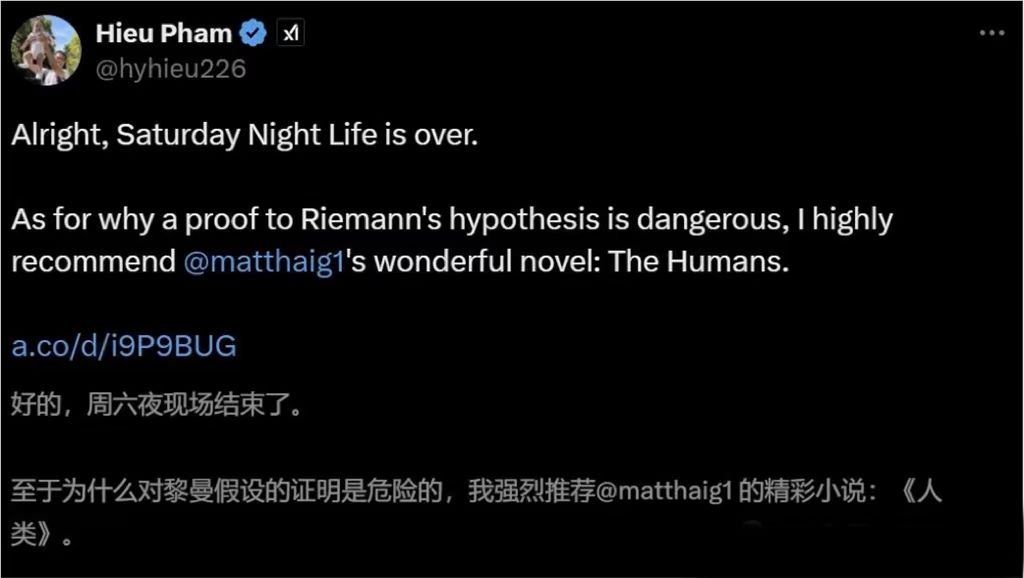 Hieu Pham
@hyhieu226
Alright, Saturday Night Life is over.
As for why a proof to Riemann's hypothesis is dangerous, I highly
recommend @matthaig1's wonderful novel: The Humans.
a.co/d/i9P9BUG
好的，周六夜现场结束了。
至于为什么对黎曼假设的证明是危险的，我强烈推荐@matthaig1 的精彩小说：《人
类》。